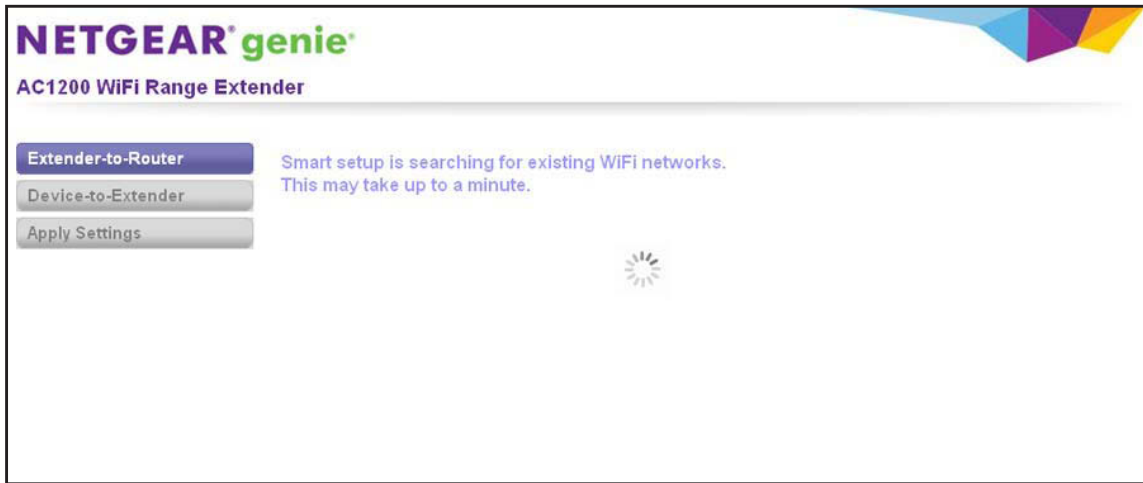 NETGEAR® genie®
AC1200 WiFi Range Extender
Extender-to-Router
Device-to-Extender
Apply Settings
Smart setup is searching for existing WiFi networks.
This may take up to a minute.